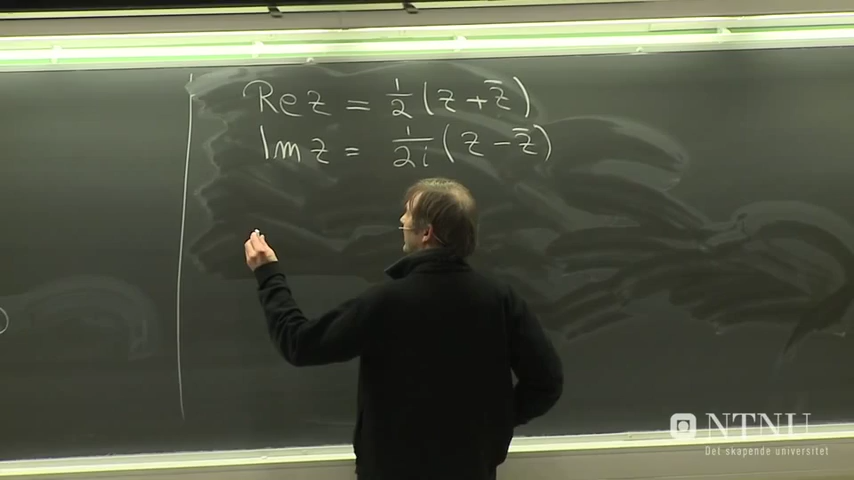 Re z = 1/2 (z + z̄)
Im z = 1/2i (z − z̄)
NTNU
Det skapende universitet